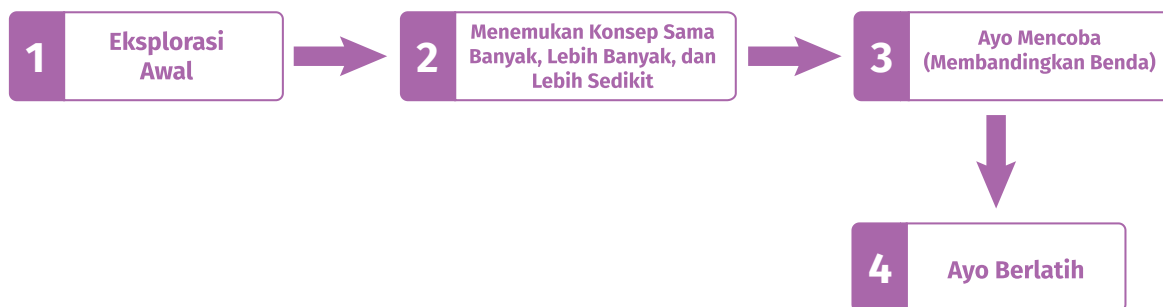 1
Eksplorasi
Awal
2
Menemukan Konsep Sama
Banyak, Lebih Banyak, dan
Lebih Sedikit
3
Ayo Mencoba
(Membandingkan Benda)
4
Ayo Berlatih